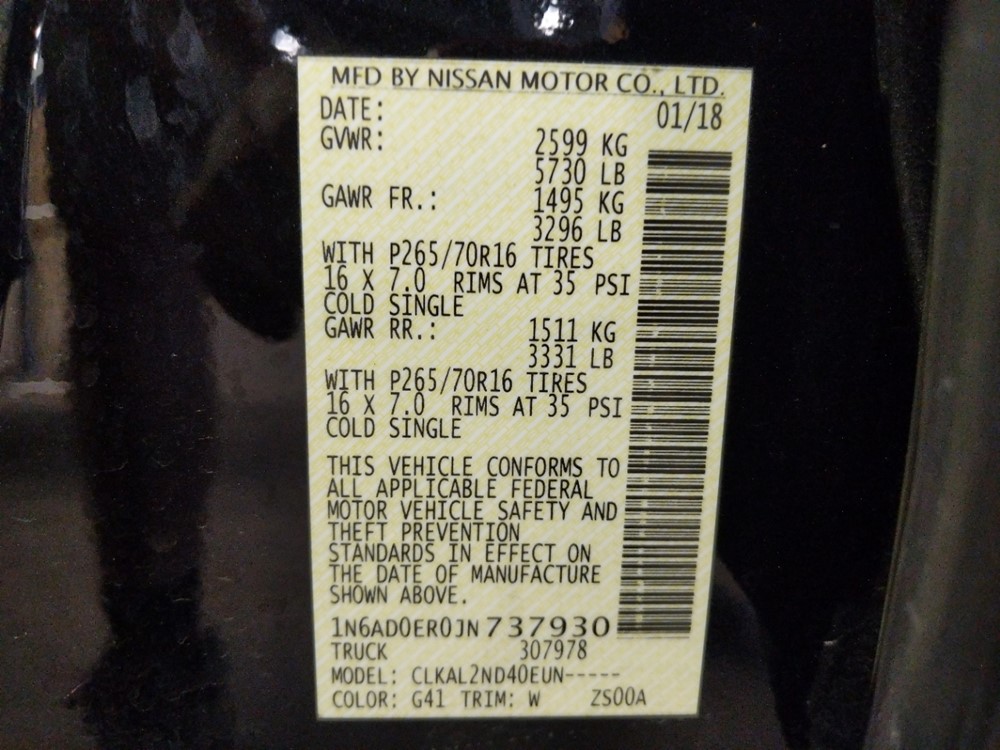 MFD BY NISSAN MOTOR CO., LTD.
DATE: 01/18
GVWR: 2599 KG
5730 LB
GAWR FR.: 1495 KG
3296 LB
WITH P265/70R16 TIRES
16 X 7.0 RIMS AT 35 PSI
COLD SINGLE
GAWR RR.: 1511 KG
3331 LB
WITH P265/70R16 TIRES
16 X 7.0 RIMS AT 35 PSI
COLD SINGLE
THIS VEHICLE CONFORMS TO
ALL APPLICABLE FEDERAL
MOTOR VEHICLE SAFETY AND
THEFT PREVENTION
STANDARDS IN EFFECT ON
THE DATE OF MANUFACTURE
SHOWN ABOVE.
1N6AD0ER0JN737930
TRUCK 307978
MODEL: CLKAL2ND40EUN-----
COLOR: G41 TRIM: W ZS00A